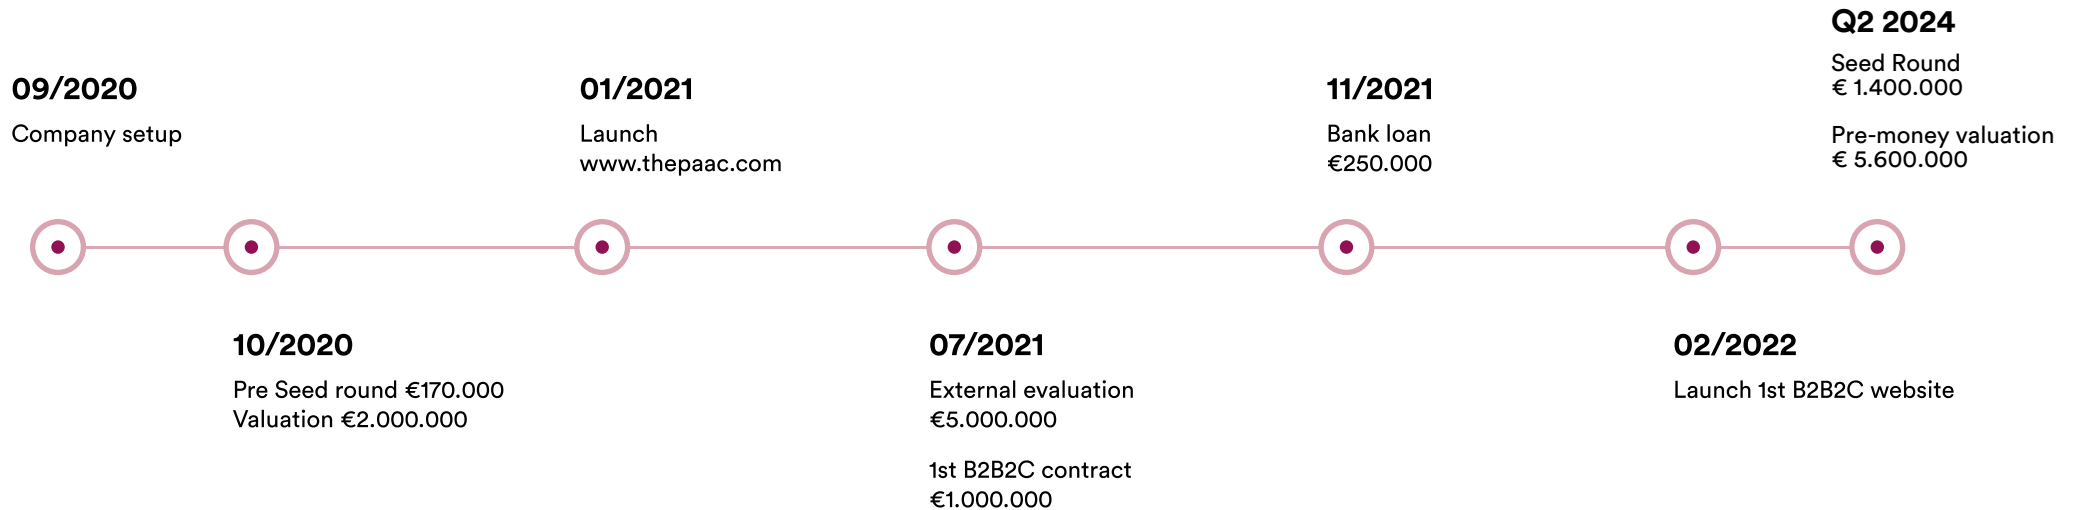 09/2020
Company setup
10/2020
Pre Seed round €170.000
Valuation €2.000.000
01/2021
Launch
www.thepaac.com
07/2021
External evaluation
€5.000.000
1st B2B2C contract
€1.000.000
11/2021
Bank loan
€250.000
02/2022
Launch 1st B2B2C website
Q2 2024
Seed Round
€ 1.400.000
Pre-money valuation
€ 5.600.000